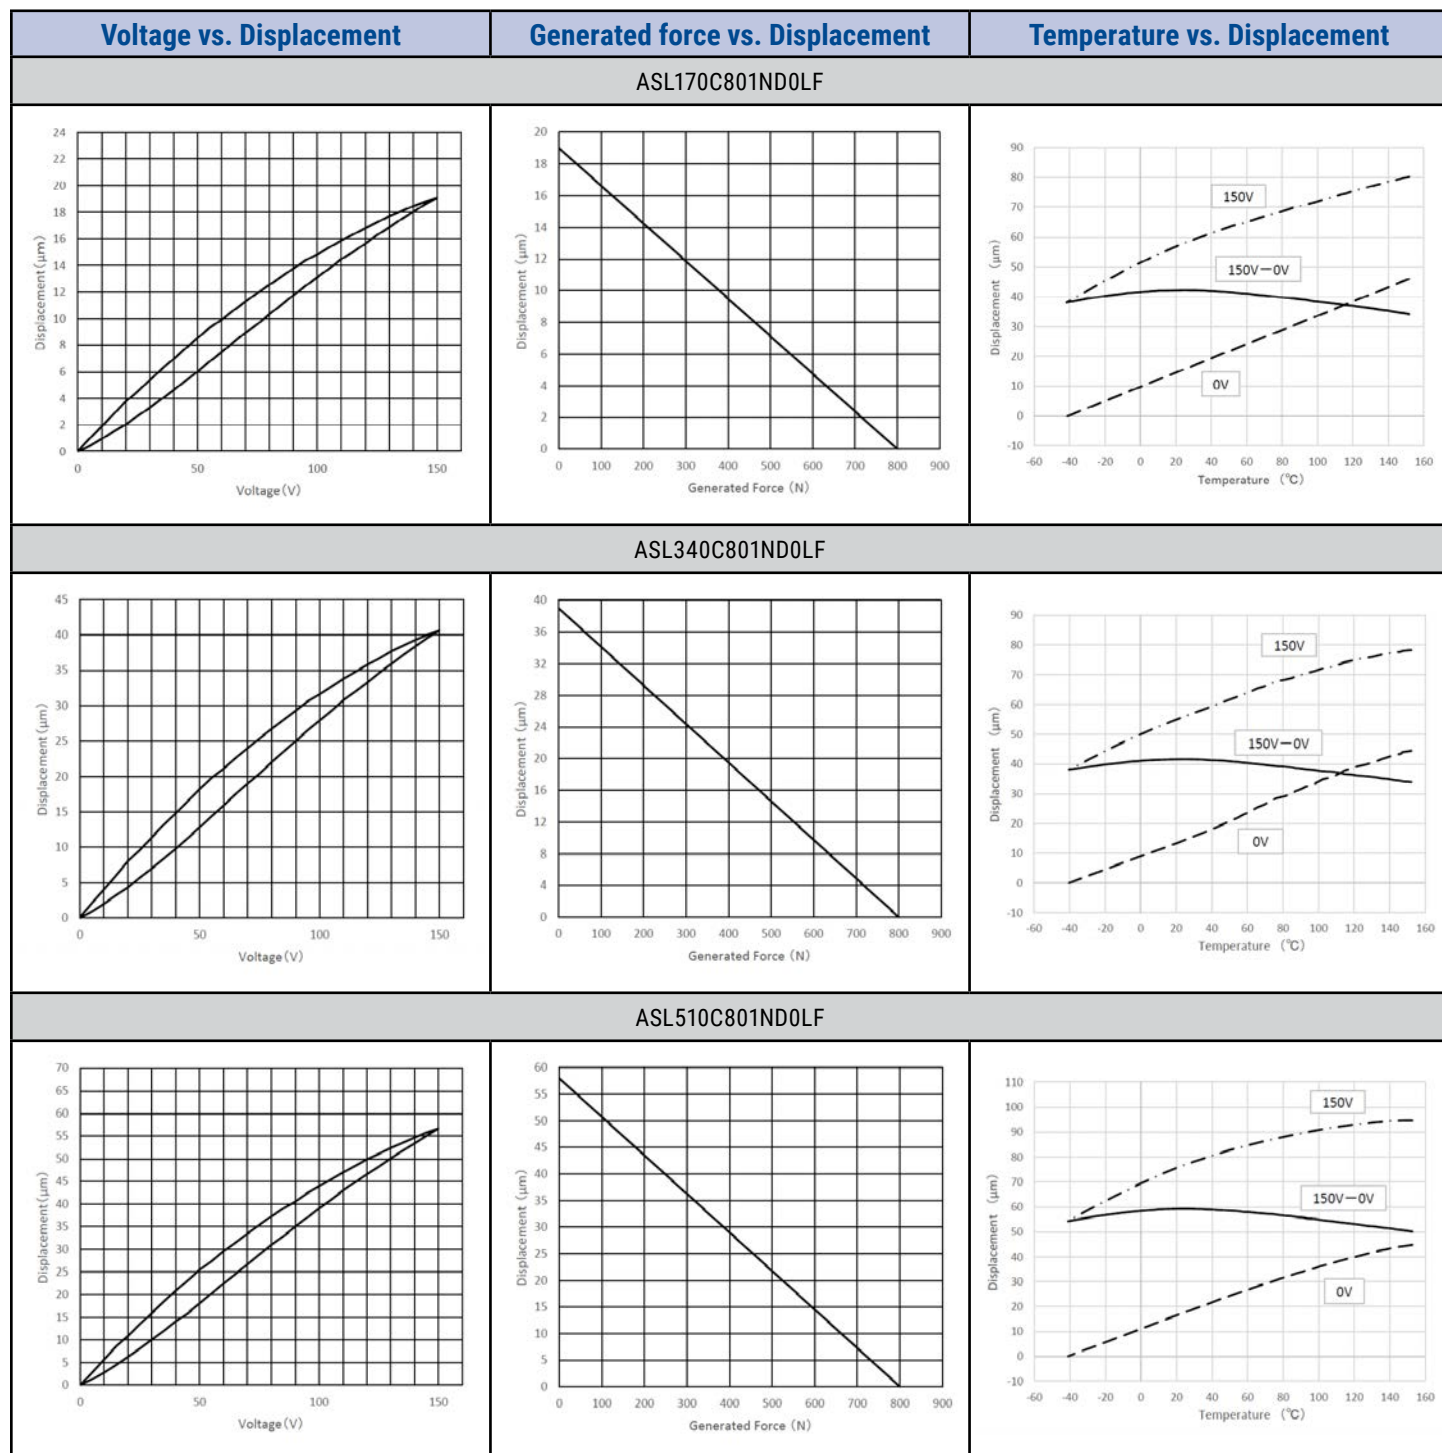 Voltage vs. Displacement
Generated force vs. Displacement
Temperature vs. Displacement
ASL170C801ND0LF
24
22
20
18
16
14
12
10
8
6
4
2
0
Displacement(μm)
0 50 100 150
Voltage(V)
20
18
16
14
12
10
8
6
4
2
0
Displacement (μm)
0 100 200 300 400 500 600 700 800 900
Generated Force (N)
90
80
70
60
50
40
30
20
10
0
-10
Displacement (μm)
150V
150V−0V
0V
-60 -40 -20 0 20 40 60 80 100 120 140 160
Temperature (℃)
ASL340C801ND0LF
45
40
35
30
25
20
15
10
5
0
Displacement(μm)
0 50 100 150
Voltage(V)
40
36
32
28
24
20
16
12
8
4
0
Displacement (μm)
0 100 200 300 400 500 600 700 800 900
Generated Force (N)
90
80
70
60
50
40
30
20
10
0
-10
Displacement (μm)
150V
150V−0V
0V
-60 -40 -20 0 20 40 60 80 100 120 140 160
Temperature (℃)
ASL510C801ND0LF
70
65
60
55
50
45
40
35
30
25
20
15
10
5
0
Displacement(μm)
0 50 100 150
Voltage(V)
60
55
50
45
40
35
30
25
20
15
10
5
0
Displacement (μm)
0 100 200 300 400 500 600 700 800 900
Generated Force (N)
110
100
90
80
70
60
50
40
30
20
10
0
-10
Displacement (μm)
150V
150V−0V
0V
-60 -40 -20 0 20 40 60 80 100 120 140 160
Temperature (℃)